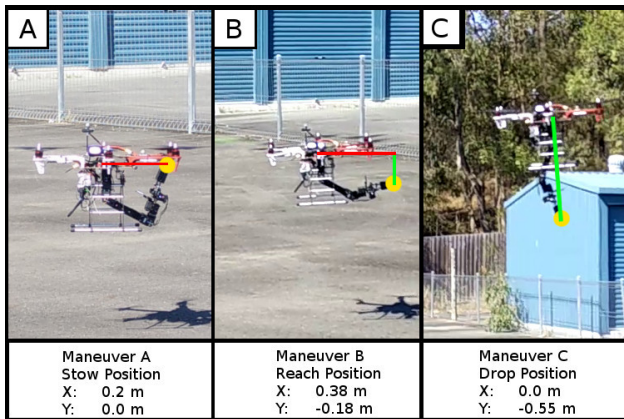 A
B
C
Maneuver A
Stow Position
X: 0.2 m
Y: 0.0 m
Maneuver B
Reach Position
X: 0.38 m
Y: -0.18 m
Maneuver C
Drop Position
X: 0.0 m
Y: -0.55 m